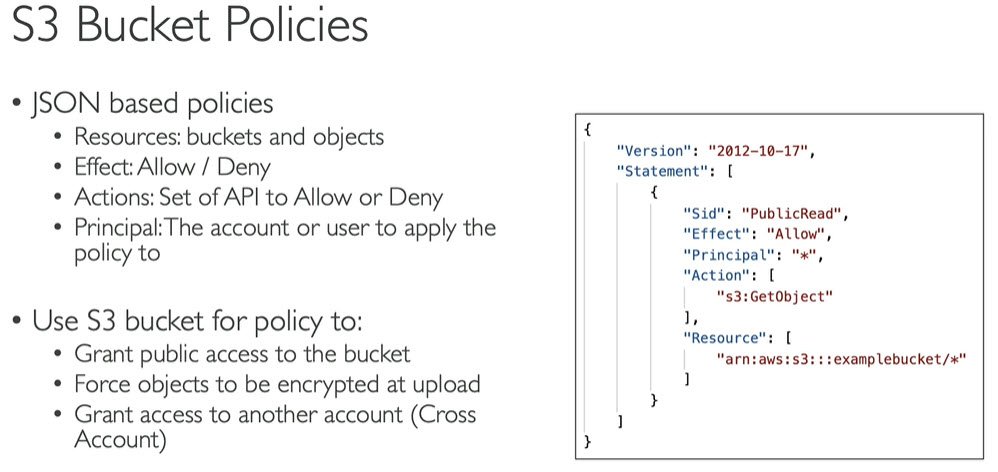 S3 Bucket Policies
• JSON based policies
• Resources: buckets and objects
• Effect: Allow / Deny
• Actions: Set of API to Allow or Deny
• Principal: The account or user to apply the
policy to
• Use S3 bucket for policy to:
• Grant public access to the bucket
• Force objects to be encrypted at upload
• Grant access to another account (Cross
Account)
{
"Version": "2012-10-17",
"Statement": [
{
"Sid": "PublicRead",
"Effect": "Allow",
"Principal": "*",
"Action": [
"s3:GetObject"
],
"Resource": [
"arn:aws:s3:::examplebucket/*"
]
}
]
}